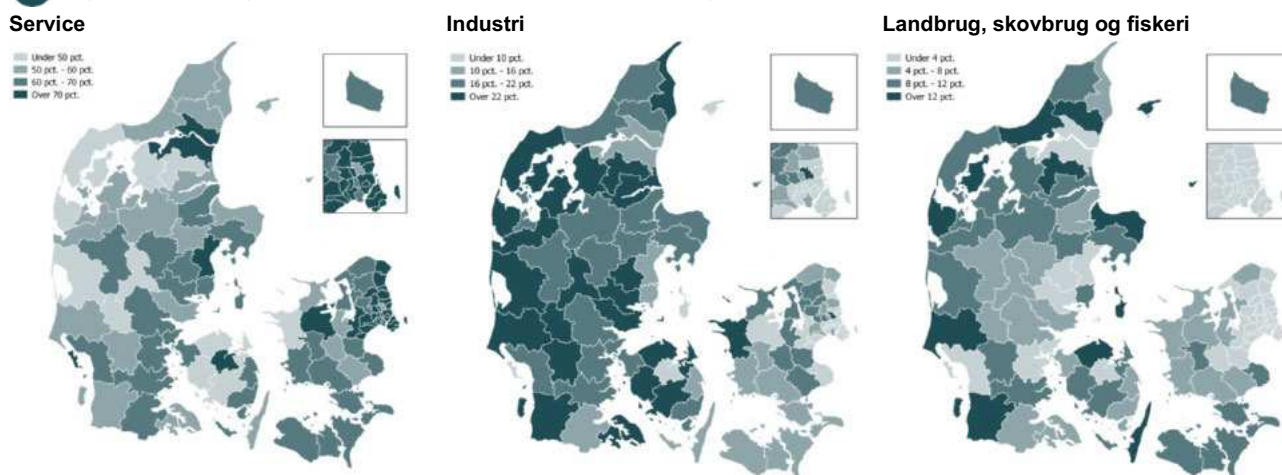 Service
Under 50 pct.
50 pct. - 60 pct.
60 pct. - 70 pct.
Over 70 pct.
Industri
Under 10 pct.
10 pct. - 16 pct.
16 pct. - 22 pct.
Over 22 pct.
Landbrug, skovbrug og fiskeri
Under 4 pct.
4 pct. - 8 pct.
8 pct. - 12 pct.
Over 12 pct.